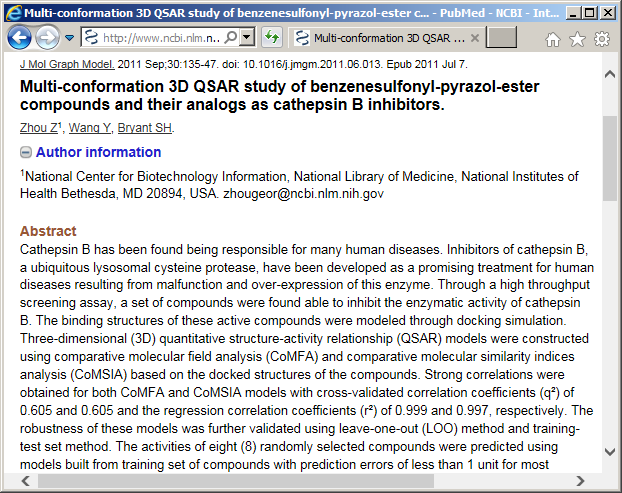 Multi-conformation 3D QSAR study of benzenesulfonyl-pyrazol-ester c... - PubMed - NCBI - Int...
http://www.ncbi.nlm.n..
Multi-conformation 3D QSAR ...
J Mol Graph Model. 2011 Sep;30:135-47. doi: 10.1016/j.jmgm.2011.06.013. Epub 2011 Jul 7.
Multi-conformation 3D QSAR study of benzenesulfonyl-pyrazol-ester
compounds and their analogs as cathepsin B inhibitors.
Zhou Z¹, Wang Y, Bryant SH.
Author information
¹National Center for Biotechnology Information, National Library of Medicine, National Institutes of
Health Bethesda, MD 20894, USA. zhougeor@ncbi.nlm.nih.gov
Abstract
Cathepsin B has been found being responsible for many human diseases. Inhibitors of cathepsin B,
a ubiquitous lysosomal cysteine protease, have been developed as a promising treatment for human
diseases resulting from malfunction and over-expression of this enzyme. Through a high throughput
screening assay, a set of compounds were found able to inhibit the enzymatic activity of cathepsin
B. The binding structures of these active compounds were modeled through docking simulation.
Three-dimensional (3D) quantitative structure-activity relationship (QSAR) models were constructed
using comparative molecular field analysis (CoMFA) and comparative molecular similarity indices
analysis (CoMSIA) based on the docked structures of the compounds. Strong correlations were
obtained for both CoMFA and CoMSIA models with cross-validated correlation coefficients (q²) of
0.605 and 0.605 and the regression correlation coefficients (r²) of 0.999 and 0.997, respectively. The
robustness of these models was further validated using leave-one-out (LOO) method and training-
test set method. The activities of eight (8) randomly selected compounds were predicted using
models built from training set of compounds with prediction errors of less than 1 unit for most